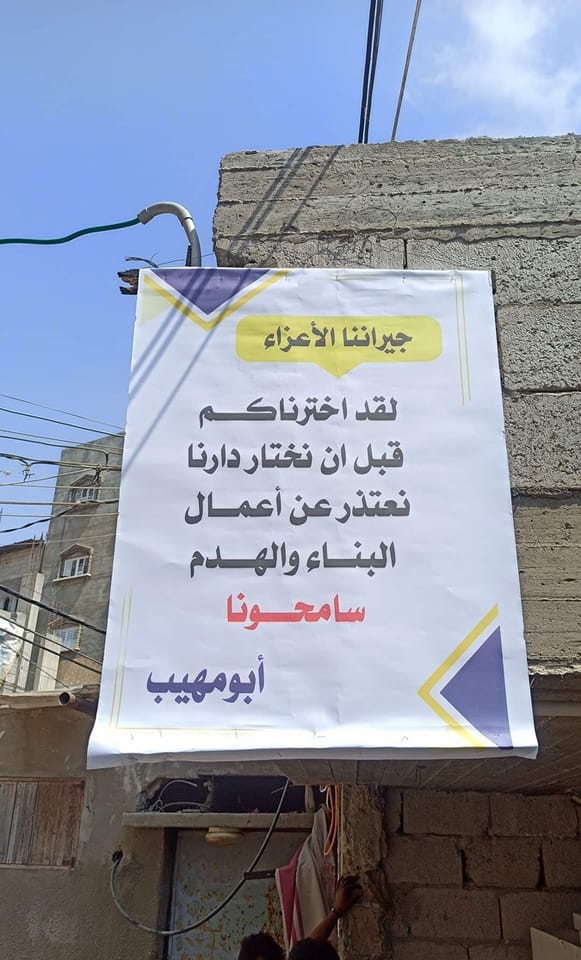 جيراننا الأعزاء
لقد اخترناكم
قبل ان نختار دارنا
نعتذر عن أعمال
البناء والهدم
سامحونا
أبومهيب